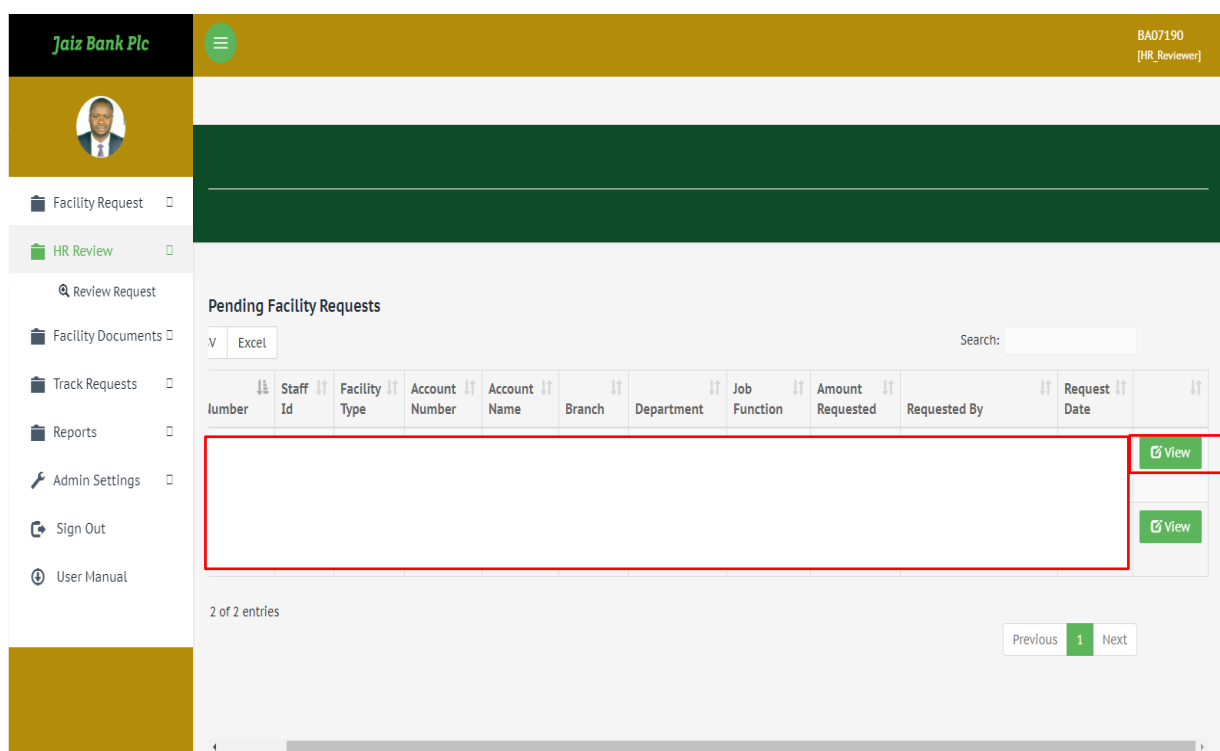 Jaiz Bank Plc
BA07190
[HR_Reviewer]
Facility Request
HR Review
Review Request
Facility Documents
Track Requests
Reports
Admin Settings
Sign Out
User Manual
Pending Facility Requests
V Excel
Search:
Number Staff Id Facility Type Account Number Account Name Branch Department Job Function Amount Requested Requested By Request Date
View
View
2 of 2 entries
Previous 1 Next